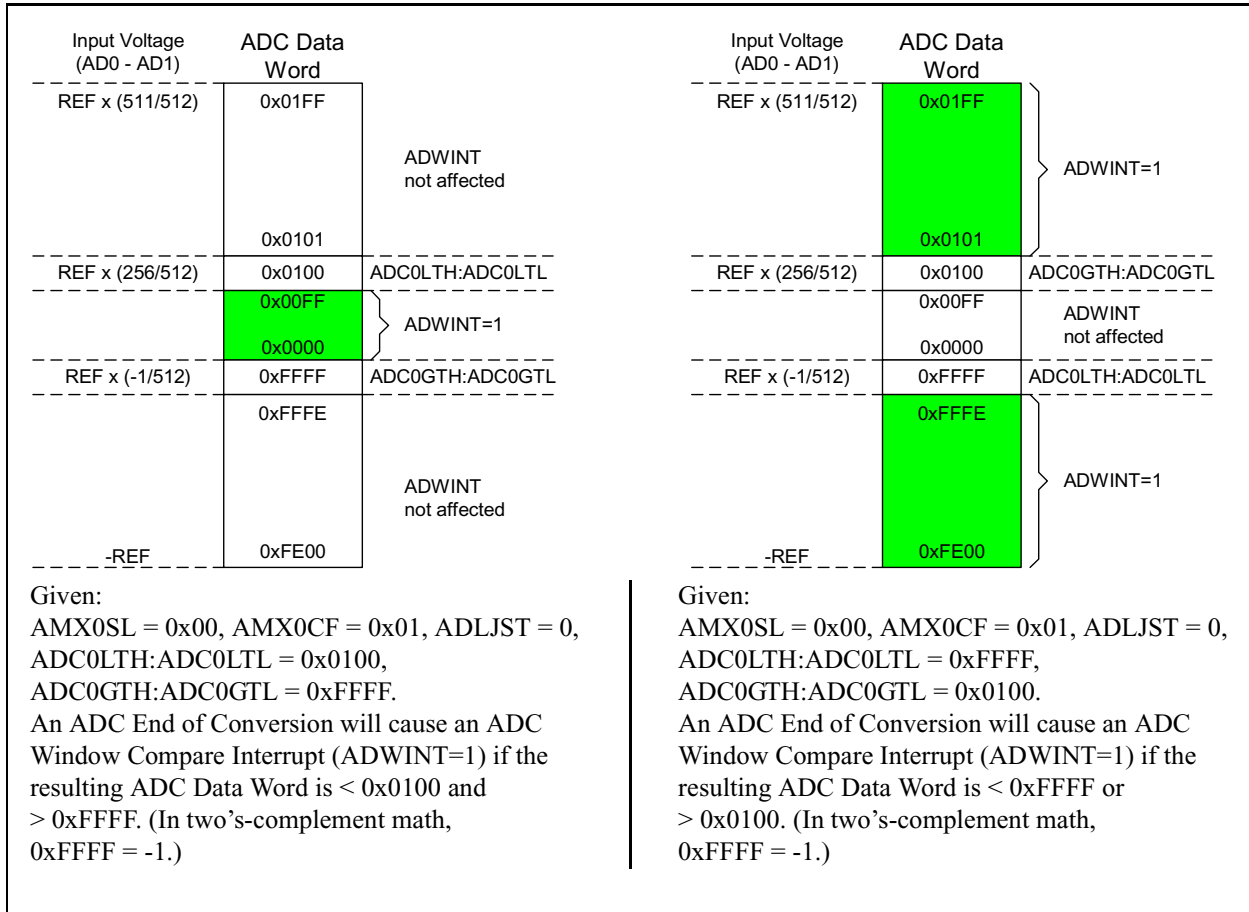 Input Voltage
(AD0 - AD1)
ADC Data
Word
REF x (511/512)
0x01FF
ADWINT
not affected
0x0101
REF x (256/512)
0x0100
ADC0LTH:ADC0LTL
0x00FF
ADWINT=1
0x0000
REF x (-1/512)
0xFFFF
ADC0GTH:ADC0GTL
0xFFFE
ADWINT
not affected
-REF
0xFE00
Given:
AMX0SL = 0x00, AMX0CF = 0x01, ADLJST = 0,
ADC0LTH:ADC0LTL = 0x0100,
ADC0GTH:ADC0GTL = 0xFFFF.
An ADC End of Conversion will cause an ADC
Window Compare Interrupt (ADWINT=1) if the
resulting ADC Data Word is < 0x0100 and
> 0xFFFF. (In two's-complement math,
0xFFFF = -1.)
Input Voltage
(AD0 - AD1)
ADC Data
Word
REF x (511/512)
0x01FF
ADWINT=1
0x0101
REF x (256/512)
0x0100
ADC0GTH:ADC0GTL
0x00FF
ADWINT
not affected
0x0000
REF x (-1/512)
0xFFFF
ADC0LTH:ADC0LTL
0xFFFE
ADWINT=1
-REF
0xFE00
Given:
AMX0SL = 0x00, AMX0CF = 0x01, ADLJST = 0,
ADC0LTH:ADC0LTL = 0xFFFF,
ADC0GTH:ADC0GTL = 0x0100.
An ADC End of Conversion will cause an ADC
Window Compare Interrupt (ADWINT=1) if the
resulting ADC Data Word is < 0xFFFF or
> 0x0100. (In two's-complement math,
0xFFFF = -1.)